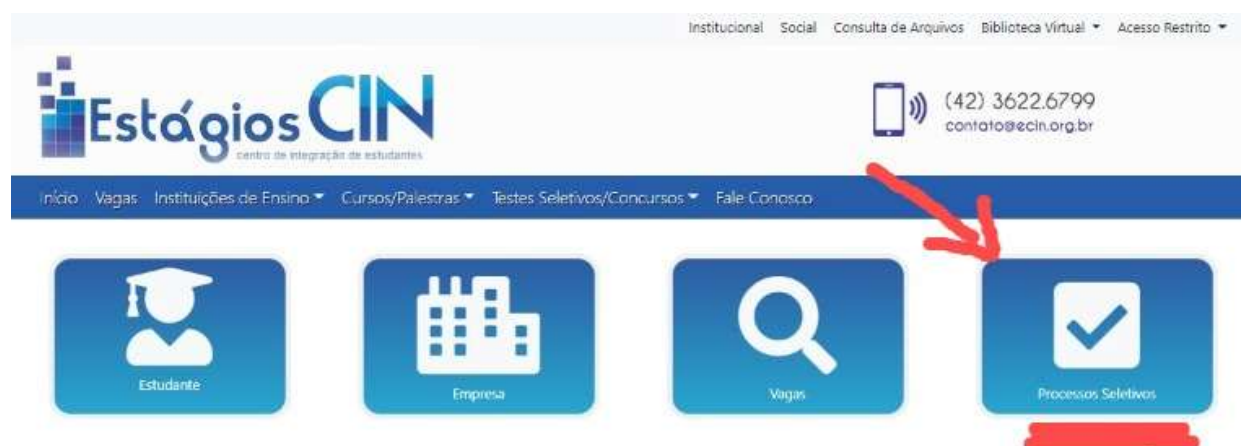 Institucional Social Consulta de Arquivos Biblioteca Virtual Acesso Restrito
Estágios CIN
centro de integração de estudantes
(42) 3622.6799
contato@ecin.org.br
Início Vagas Instituições de Ensino Cursos/Palestras Testes Seletivos/Concursos Fale Conosco
Estudante
Empresa
Vagas
Processos Seletivos